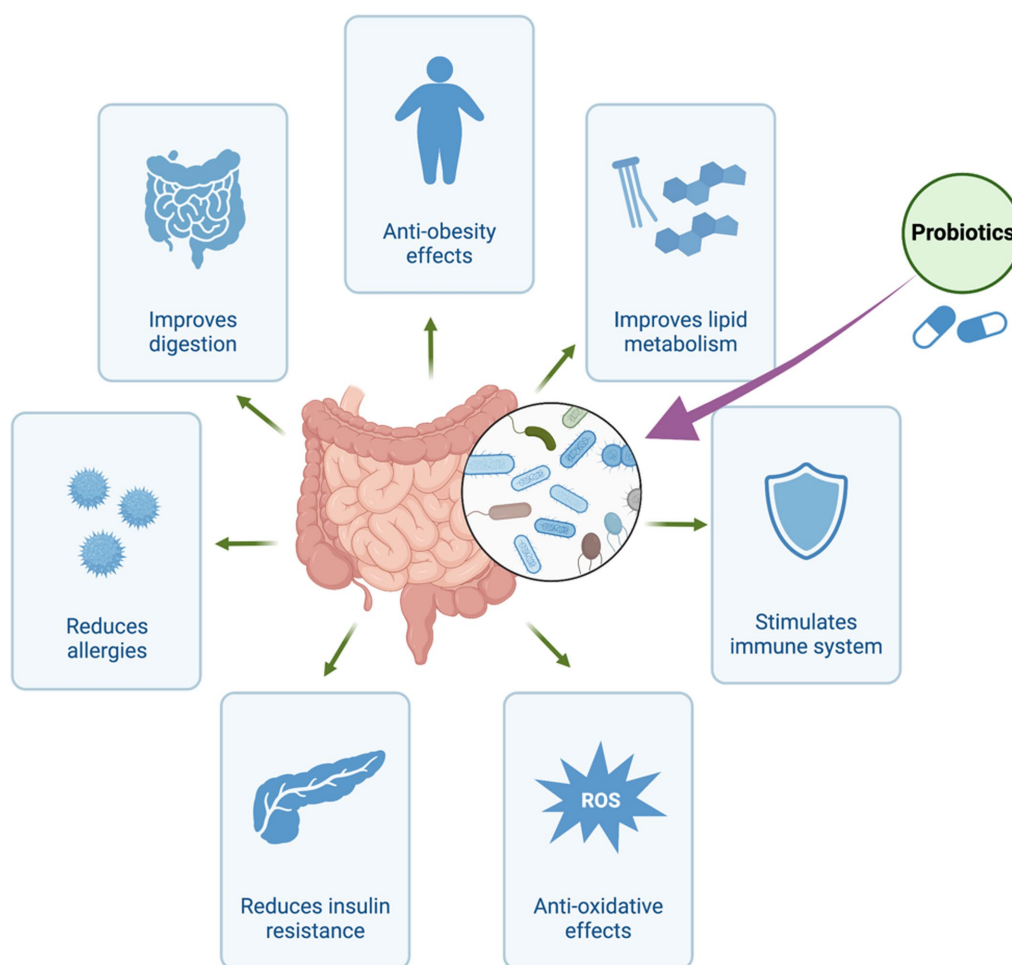 Anti-obesity
effects
Improves
digestion
Improves lipid
metabolism
Probiotics
Reduces
allergies
Stimulates
immune system
Reduces insulin
resistance
ROS
Anti-oxidative
effects